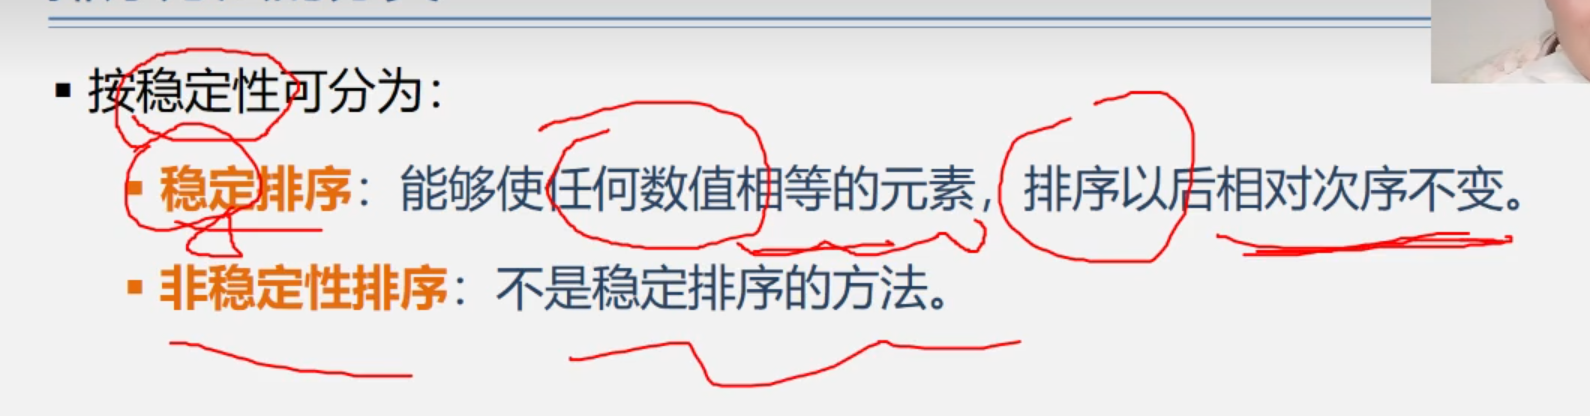 按稳定性可分为：
稳定排序：能够使任何数值相等的元素，排序以后相对次序不变。
非稳定性排序：不是稳定排序的方法。